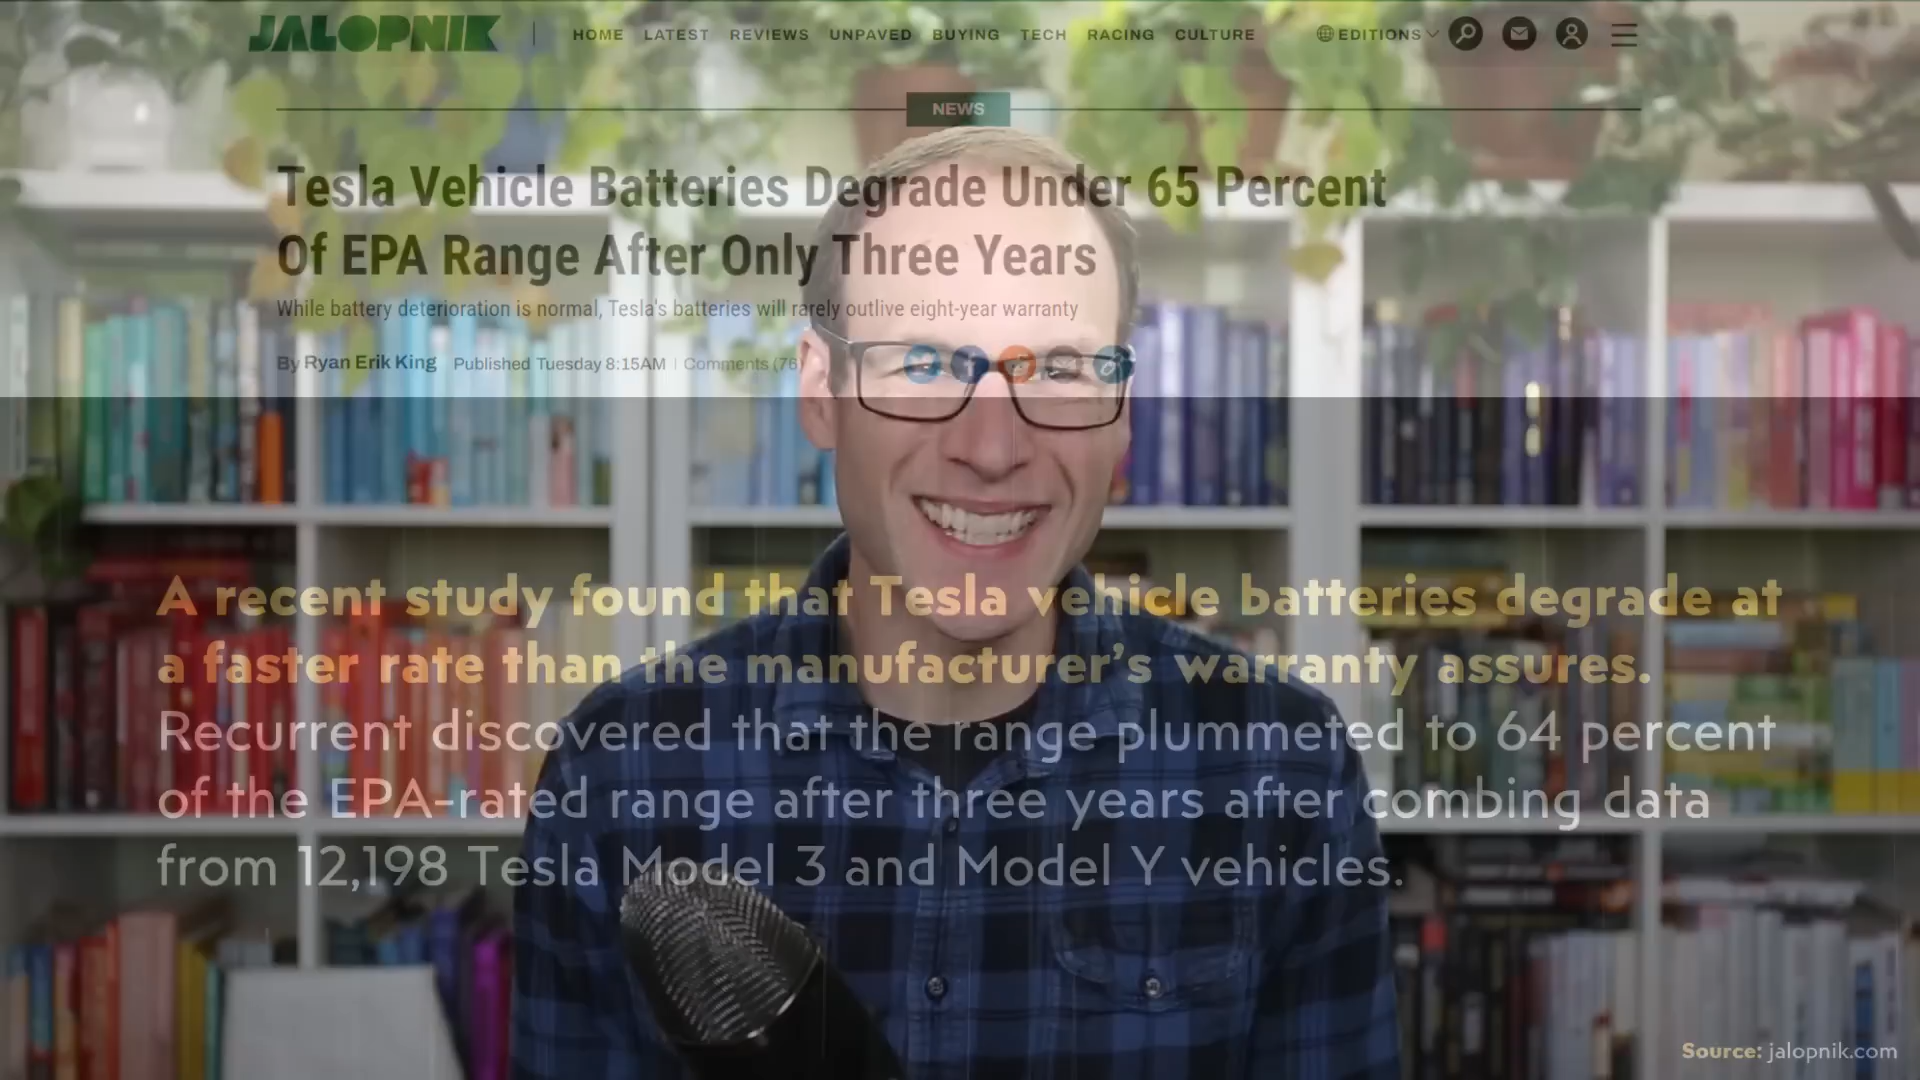 JALOPNIK
HOME LATEST REVIEWS UNPAVED BUYING TECH RACING CULTURE EDITIONS
NEWS
Tesla Vehicle Batteries Degrade Under 65 Percent
Of EPA Range After Only Three Years
While battery deterioration is normal, Tesla's batteries will rarely outlive eight-year warranty
By Ryan Erik King Published Tuesday 8:15AM | Comments (76)
A recent study found that Tesla vehicle batteries degrade at
a faster rate than the manufacturer’s warranty assures.
Recurrent discovered that the range plummeted to 64 percent
of the EPA-rated range after three years after combing data
from 12,198 Tesla Model 3 and Model Y vehicles.
Source: jalopnik.com